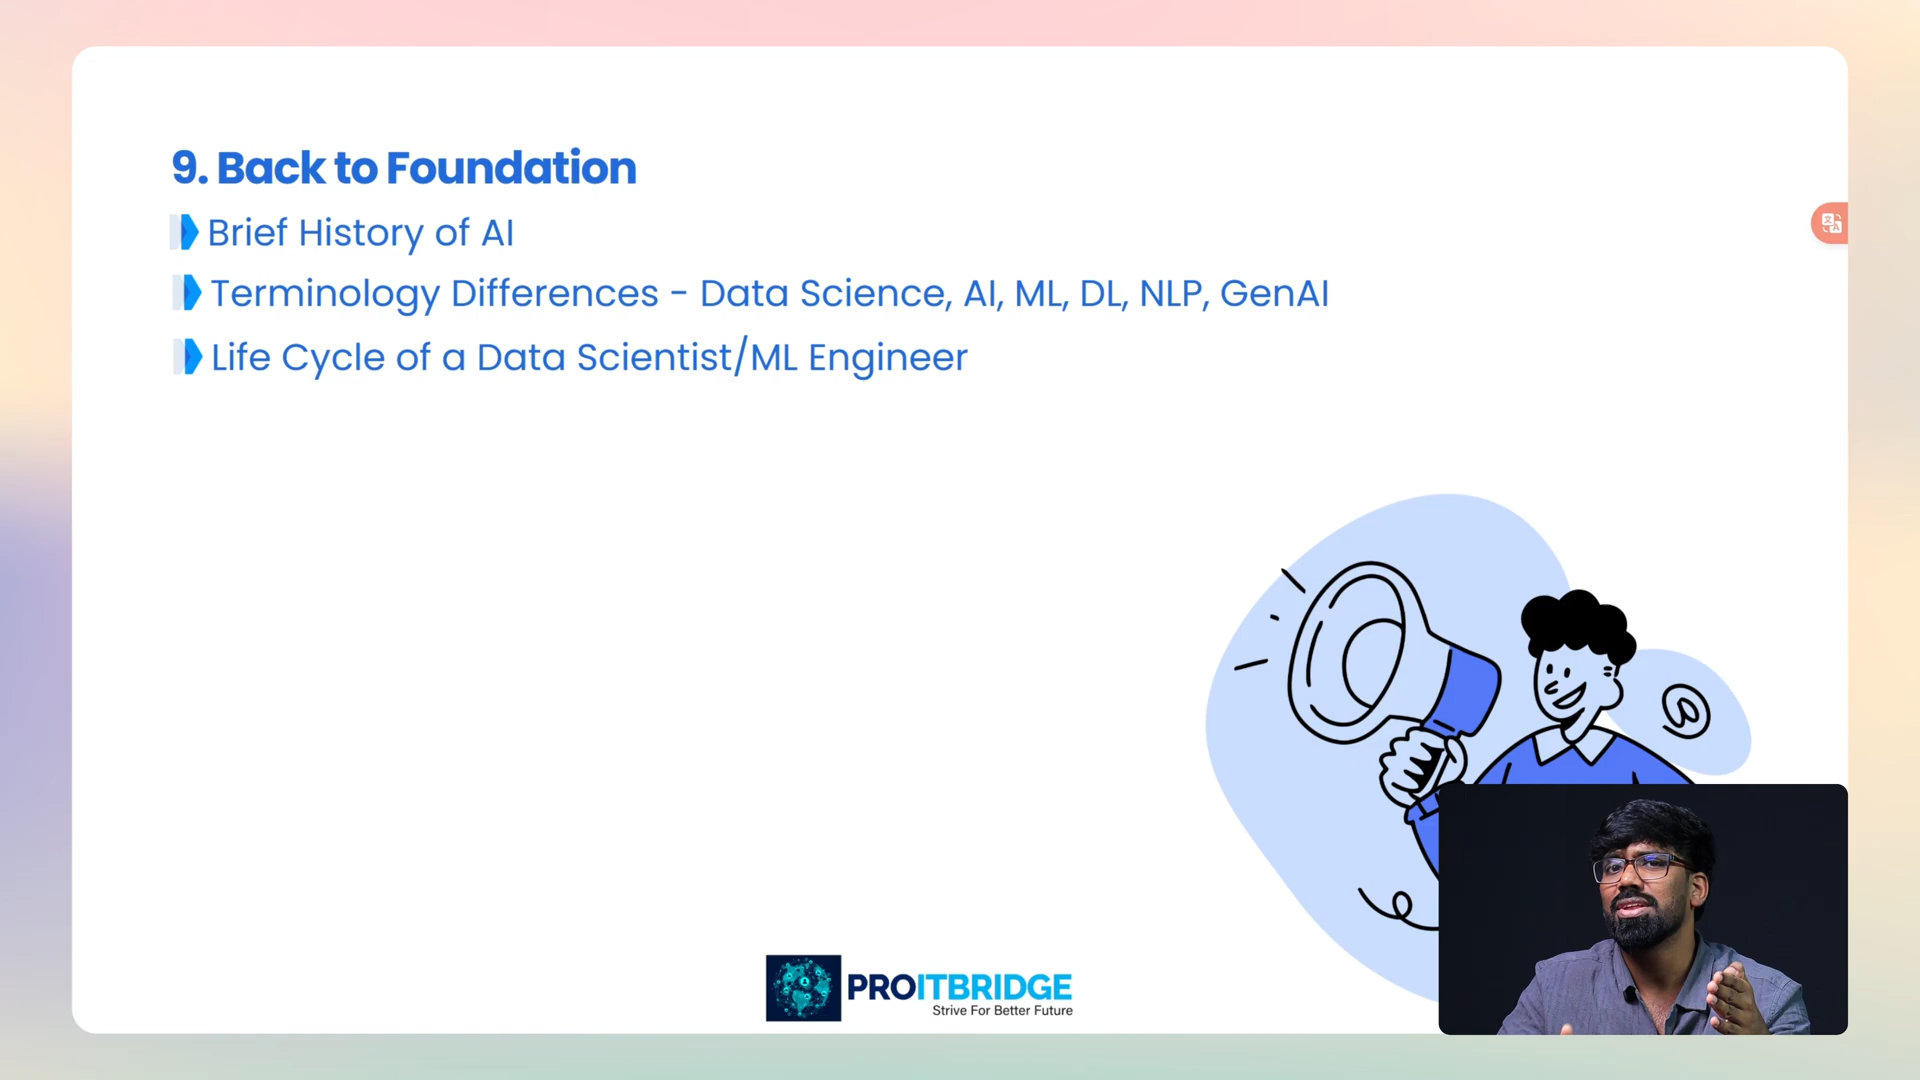 9. Back to Foundation
Brief History of AI
Terminology Differences - Data Science, AI, ML, DL, NLP, GenAI
Life Cycle of a Data Scientist/ML Engineer
PROITBRIDGE
Strive For Better Future